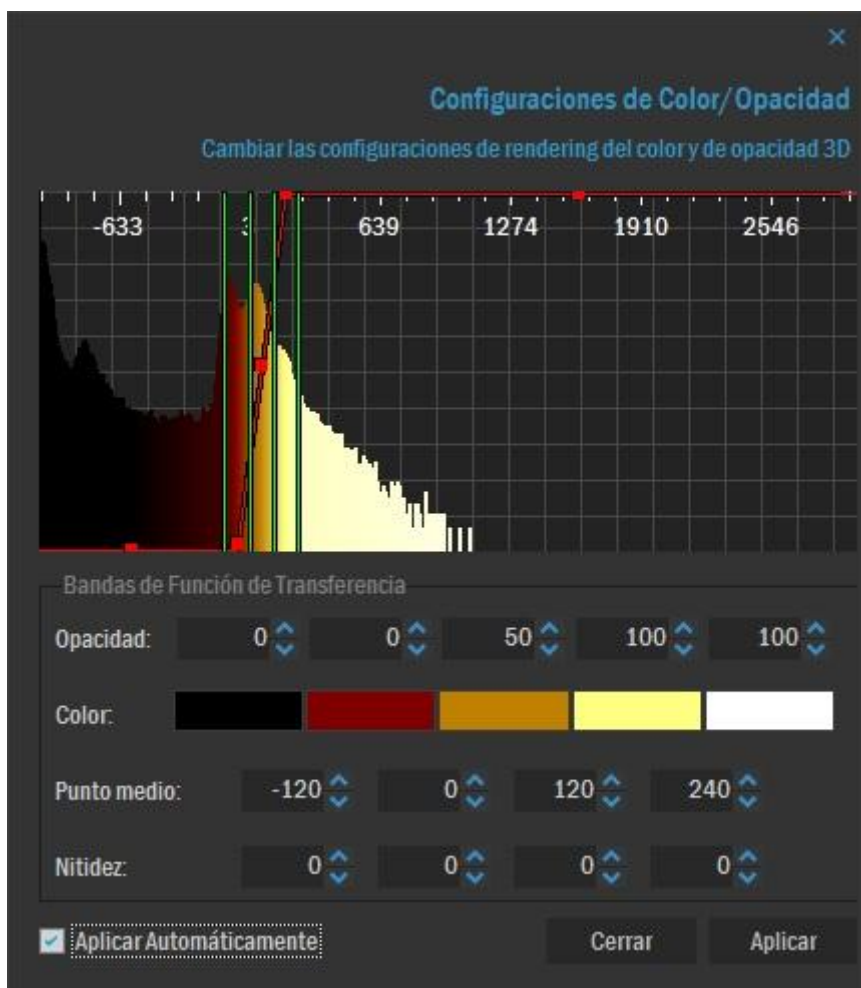 Configuraciones de Color/Opacidad
Cambiar las configuraciones de rendering del color y de opacidad 3D
-633 639 1274 1910 2546
Bandas de Función de Transferencia
Opacidad: 0 0 50 100 100
Color:
Punto medio: -120 0 120 240
Nitidez: 0 0 0 0
Aplicar Automáticamente Cerrar Aplicar